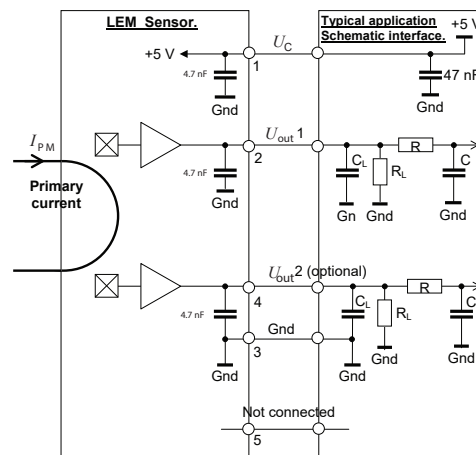 LEM Sensor.
Typical application
Schematic interface.
+5 V
U_C
+5 V
4.7 nF
1
47 nF
Gnd
Gnd
I_PM
U_out 1
2
R
Primary
current
4.7 nF
C_L
R_L
C
Gnd
Gn
Gnd
Gnd
U_out 2 (optional)
4
R
4.7 nF
C_L
R_L
C
Gnd
3
Gnd
Gnd
Gnd
Gnd
Not connected
5